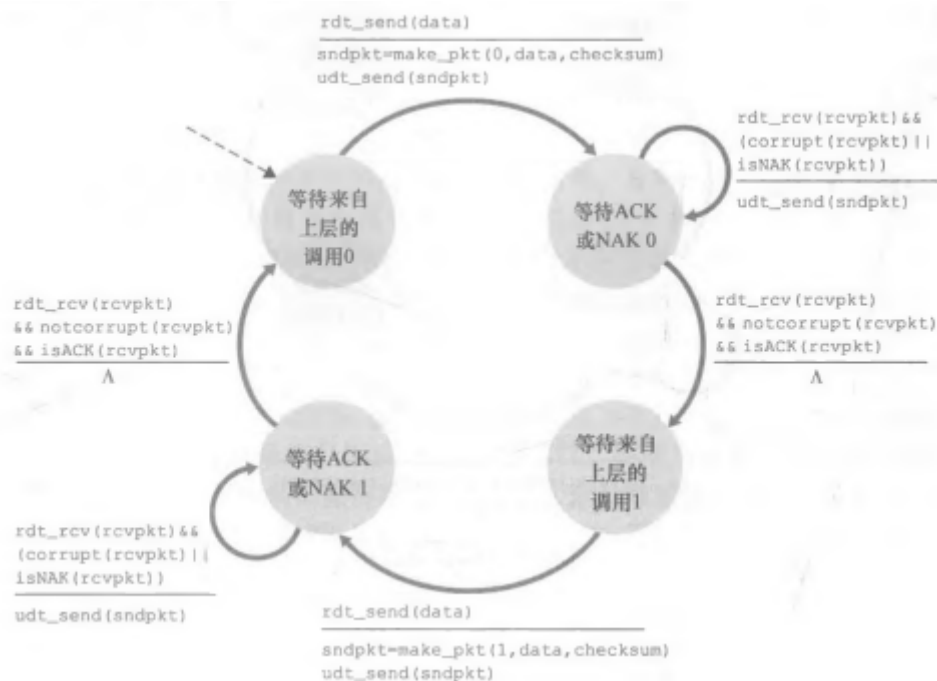 rdt_send(data)
sndpkt=make_pkt(0,data,checksum)
udt_send(sndpkt)
rdt_rcv(rcvpkt)&&
(corrupt(rcvpkt)||
isNAK(rcvpkt))
udt_send(sndpkt)
等待来自
上层的
调用0
等待ACK
或NAK 0
rdt_rcv(rcvpkt)
&& notcorrupt(rcvpkt)
&& isACK(rcvpkt)
Λ
rdt_rcv(rcvpkt)
&& notcorrupt(rcvpkt)
&& isACK(rcvpkt)
Λ
等待ACK
或NAK 1
等待来自
上层的
调用1
rdt_rcv(rcvpkt)&&
(corrupt(rcvpkt)||
isNAK(rcvpkt))
udt_send(sndpkt)
rdt_send(data)
sndpkt=make_pkt(1,data,checksum)
udt_send(sndpkt)